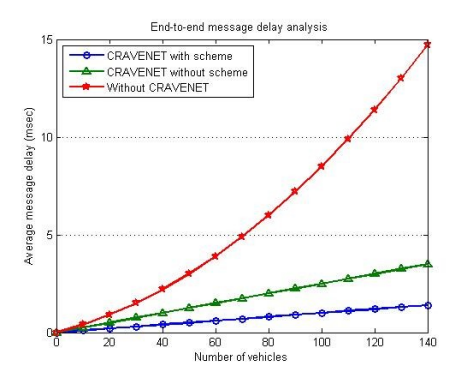 End-to-end message delay analysis
CRAVENET with scheme
CRAVENET without scheme
Without CRAVENET
Average message delay (msec)
15
10
5
0
0 20 40 60 80 100 120 140
Number of vehicles